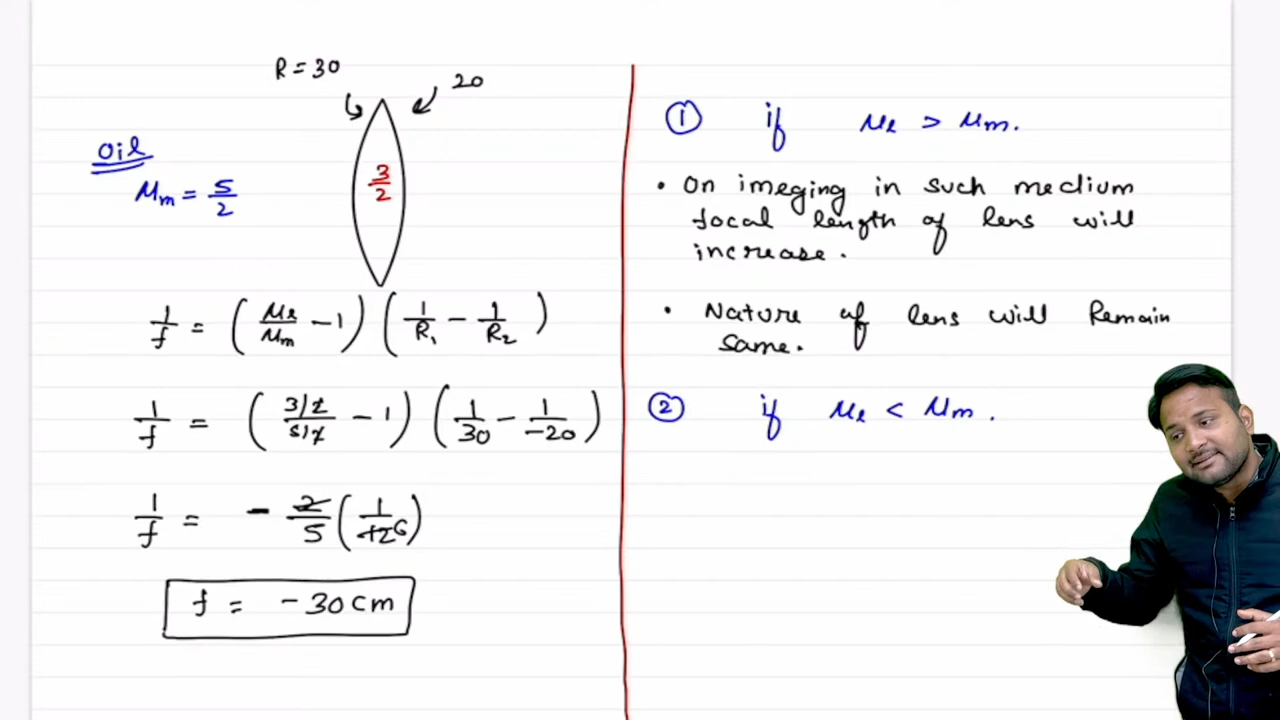 R = 30
20
Oil
μm = 5/2
3/2
1/f = (μℓ/μm − 1) (1/R₁ − 1/R₂)
1/f = (3/2 / 5/2 − 1) (1/30 − 1/−20)
1/f = − 2/5 (1/12 6)
f = − 30 cm
① if μℓ > μm.
• On imeging in such medium
focal length of lens will
increase.
• Nature of lens will Remain
same.
② if μℓ < μm.